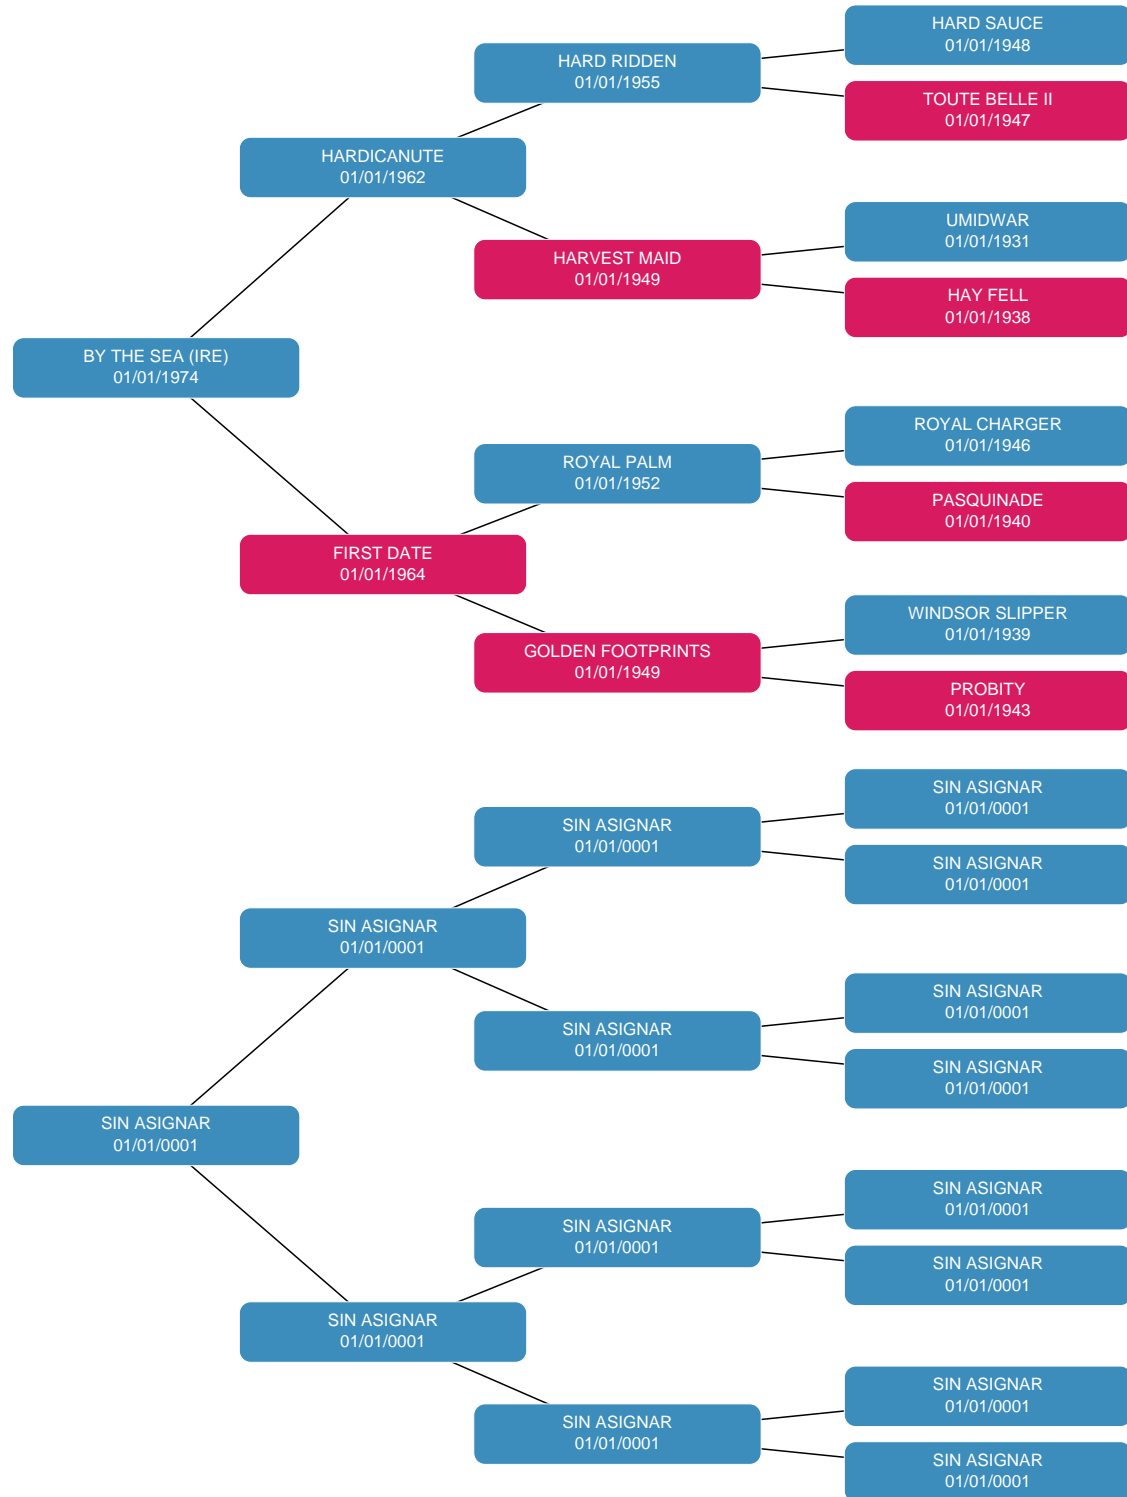 HARD SAUCE
01/01/1948
HARD RIDDEN
01/01/1955
TOUTE BELLE II
01/01/1947
HARDICANUTE
01/01/1962
UMIDWAR
01/01/1931
HARVEST MAID
01/01/1949
HAY FELL
01/01/1938
BY THE SEA (IRE)
01/01/1974
ROYAL CHARGER
01/01/1946
ROYAL PALM
01/01/1952
PASQUINADE
01/01/1940
FIRST DATE
01/01/1964
WINDSOR SLIPPER
01/01/1939
GOLDEN FOOTPRINTS
01/01/1949
PROBITY
01/01/1943
SIN ASIGNAR
01/01/0001
SIN ASIGNAR
01/01/0001
SIN ASIGNAR
01/01/0001
SIN ASIGNAR
01/01/0001
SIN ASIGNAR
01/01/0001
SIN ASIGNAR
01/01/0001
SIN ASIGNAR
01/01/0001
SIN ASIGNAR
01/01/0001
SIN ASIGNAR
01/01/0001
SIN ASIGNAR
01/01/0001
SIN ASIGNAR
01/01/0001
SIN ASIGNAR
01/01/0001
SIN ASIGNAR
01/01/0001
SIN ASIGNAR
01/01/0001
SIN ASIGNAR
01/01/0001